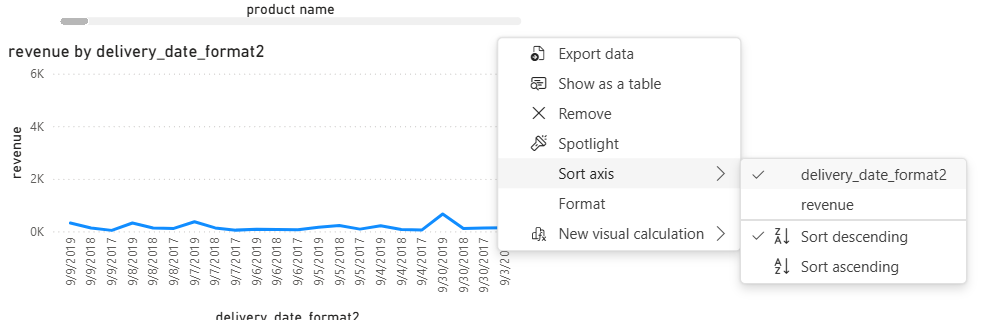 product name
revenue by delivery_date_format2
6K
4K
2K
0K
revenue
9/9/2019
9/9/2018
9/9/2017
9/8/2019
9/8/2018
9/8/2017
9/7/2019
9/7/2018
9/7/2017
9/6/2019
9/6/2018
9/6/2017
9/5/2019
9/5/2018
9/5/2017
9/4/2019
9/4/2018
9/4/2017
9/30/2019
9/30/2018
9/30/2017
delivery_date_format2
Export data
Show as a table
Remove
Spotlight
Sort axis
Format
New visual calculation
delivery_date_format2
revenue
Sort descending
Sort ascending